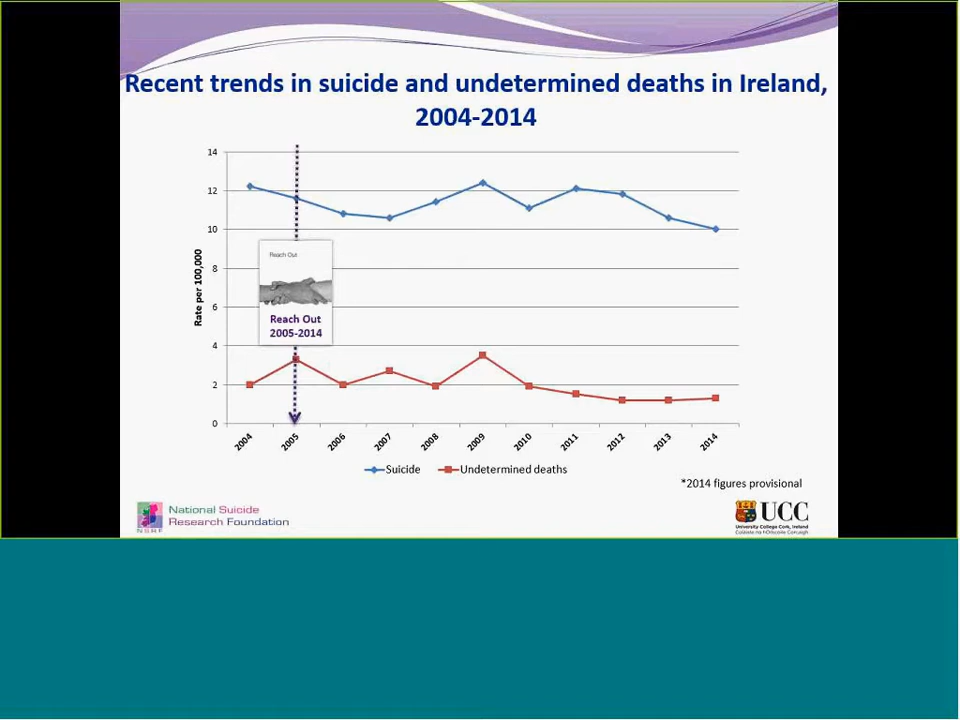 Recent trends in suicide and undetermined deaths in Ireland,
2004-2014
14
12
10
8
6
4
2
0
Rate per 100,000
Reach Out
Reach Out
2005-2014
2004
2005
2006
2007
2008
2009
2010
2011
2012
2013
2014
Suicide
Undetermined deaths
*2014 figures provisional
National Suicide
Research Foundation
N S R F
UCC
University College Cork, Ireland
Coláiste na hOllscoile Corcaigh